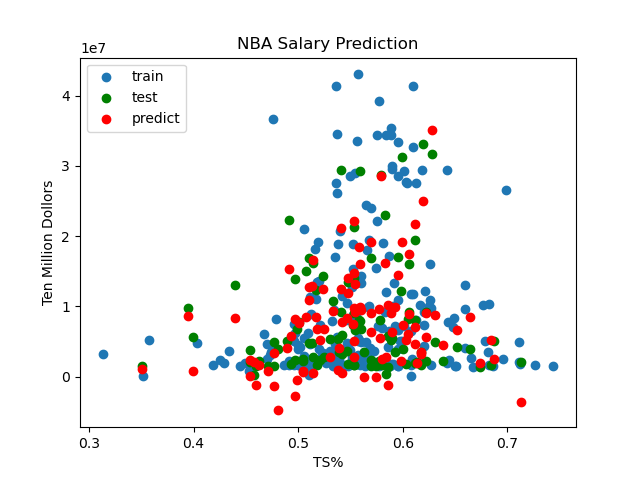 NBA Salary Prediction
1e7
train
test
predict
4
3
2
1
0
Ten Million Dollors
0.3 0.4 0.5 0.6 0.7
TS%